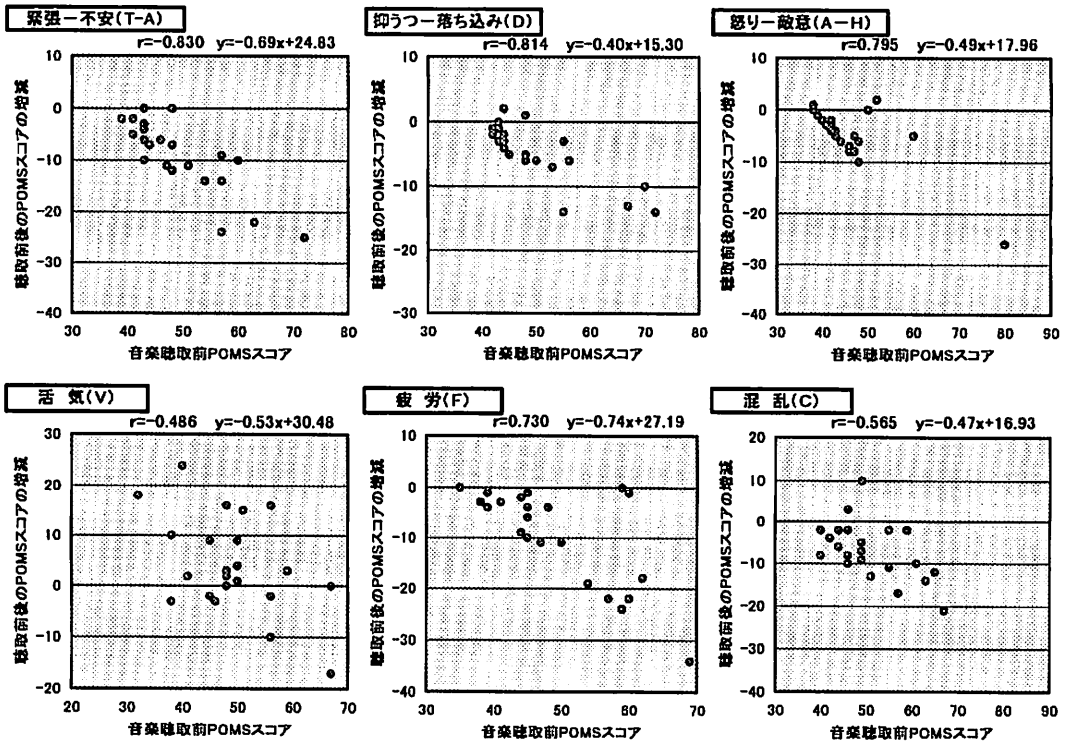 緊張－不安(T-A)
r=-0.830 y=-0.69x+24.83
聴取前後のPOMSスコアの増減
10
0
-10
-20
-30
-40
30 40 50 60 70 80
音楽聴取前POMSスコア
抑うつ－落ち込み(D)
r=-0.814 y=-0.40x+15.30
聴取前後のPOMSスコアの増減
10
0
-10
-20
-30
30 40 50 60 70 80
音楽聴取前POMSスコア
怒り－敵意(A-H)
r=0.795 y=-0.49x+17.96
聴取前後のPOMSスコアの増減
10
0
-10
-20
-30
-40
30 40 50 60 70 80 90
音楽聴取前POMSスコア
活 気(V)
r=-0.486 y=-0.53x+30.48
聴取前後のPOMSスコアの増減
30
20
10
0
-10
-20
20 30 40 50 60 70
音楽聴取前POMSスコア
疲 労(F)
r=0.730 y=-0.74x+27.19
聴取前後のPOMSスコアの増減
10
0
-10
-20
-30
-40
30 40 50 60 70
音楽聴取前POMSスコア
混 乱(C)
r=-0.565 y=-0.47x+16.93
聴取前後のPOMSスコアの増減
20
10
0
-10
-20
-30
-40
30 40 50 60 70 80 90
音楽聴取前POMSスコア